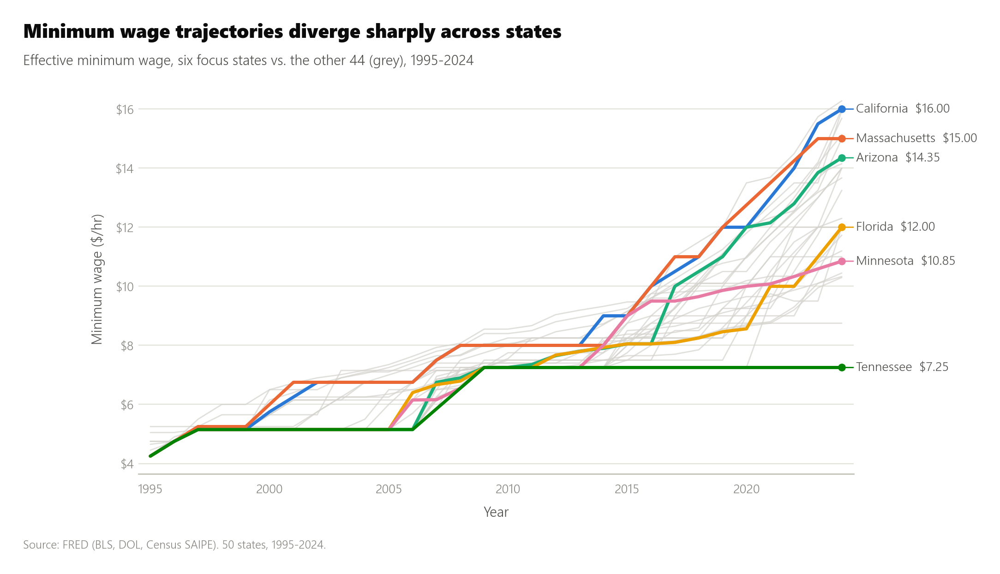 Minimum wage trajectories diverge sharply across states
Effective minimum wage, six focus states vs. the other 44 (grey), 1995-2024
Minimum wage ($/hr)
$16
$14
$12
$10
$8
$6
$4
California $16.00
Massachusetts $15.00
Arizona $14.35
Florida $12.00
Minnesota $10.85
Tennessee $7.25
1995 2000 2005 2010 2015 2020
Year
Source: FRED (BLS, DOL, Census SAIPE). 50 states, 1995-2024.